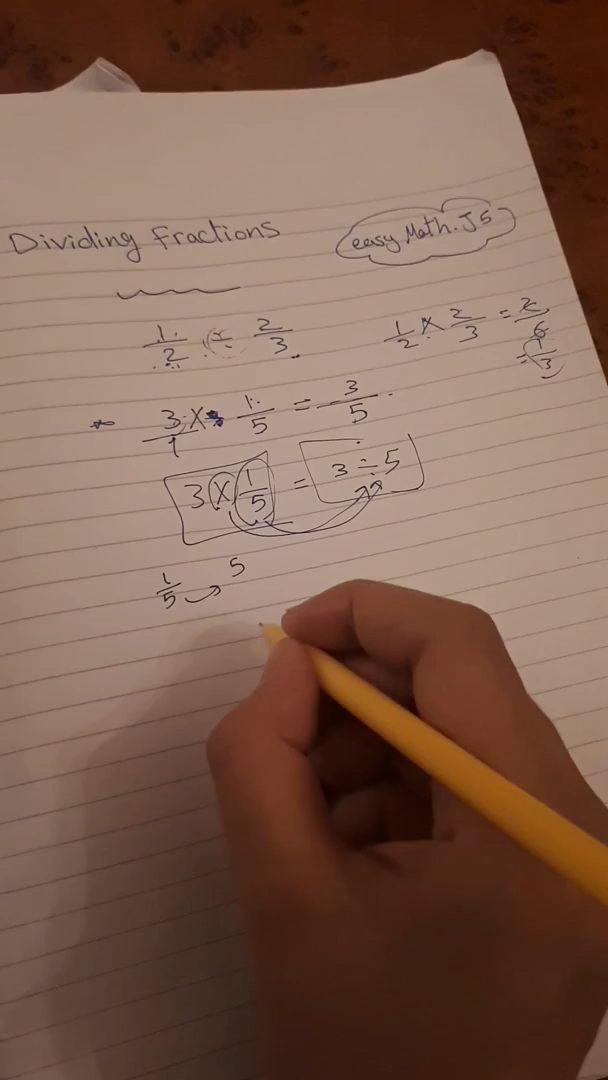 Dividing Fractions
easy Math.J5
1/2 ÷ 2/3
1/2 × 2/3 = 2/6
= 1/3
3/1 × 1/5 = 3/5
3 × 1/5 = 3 ÷ 5
1/5 5